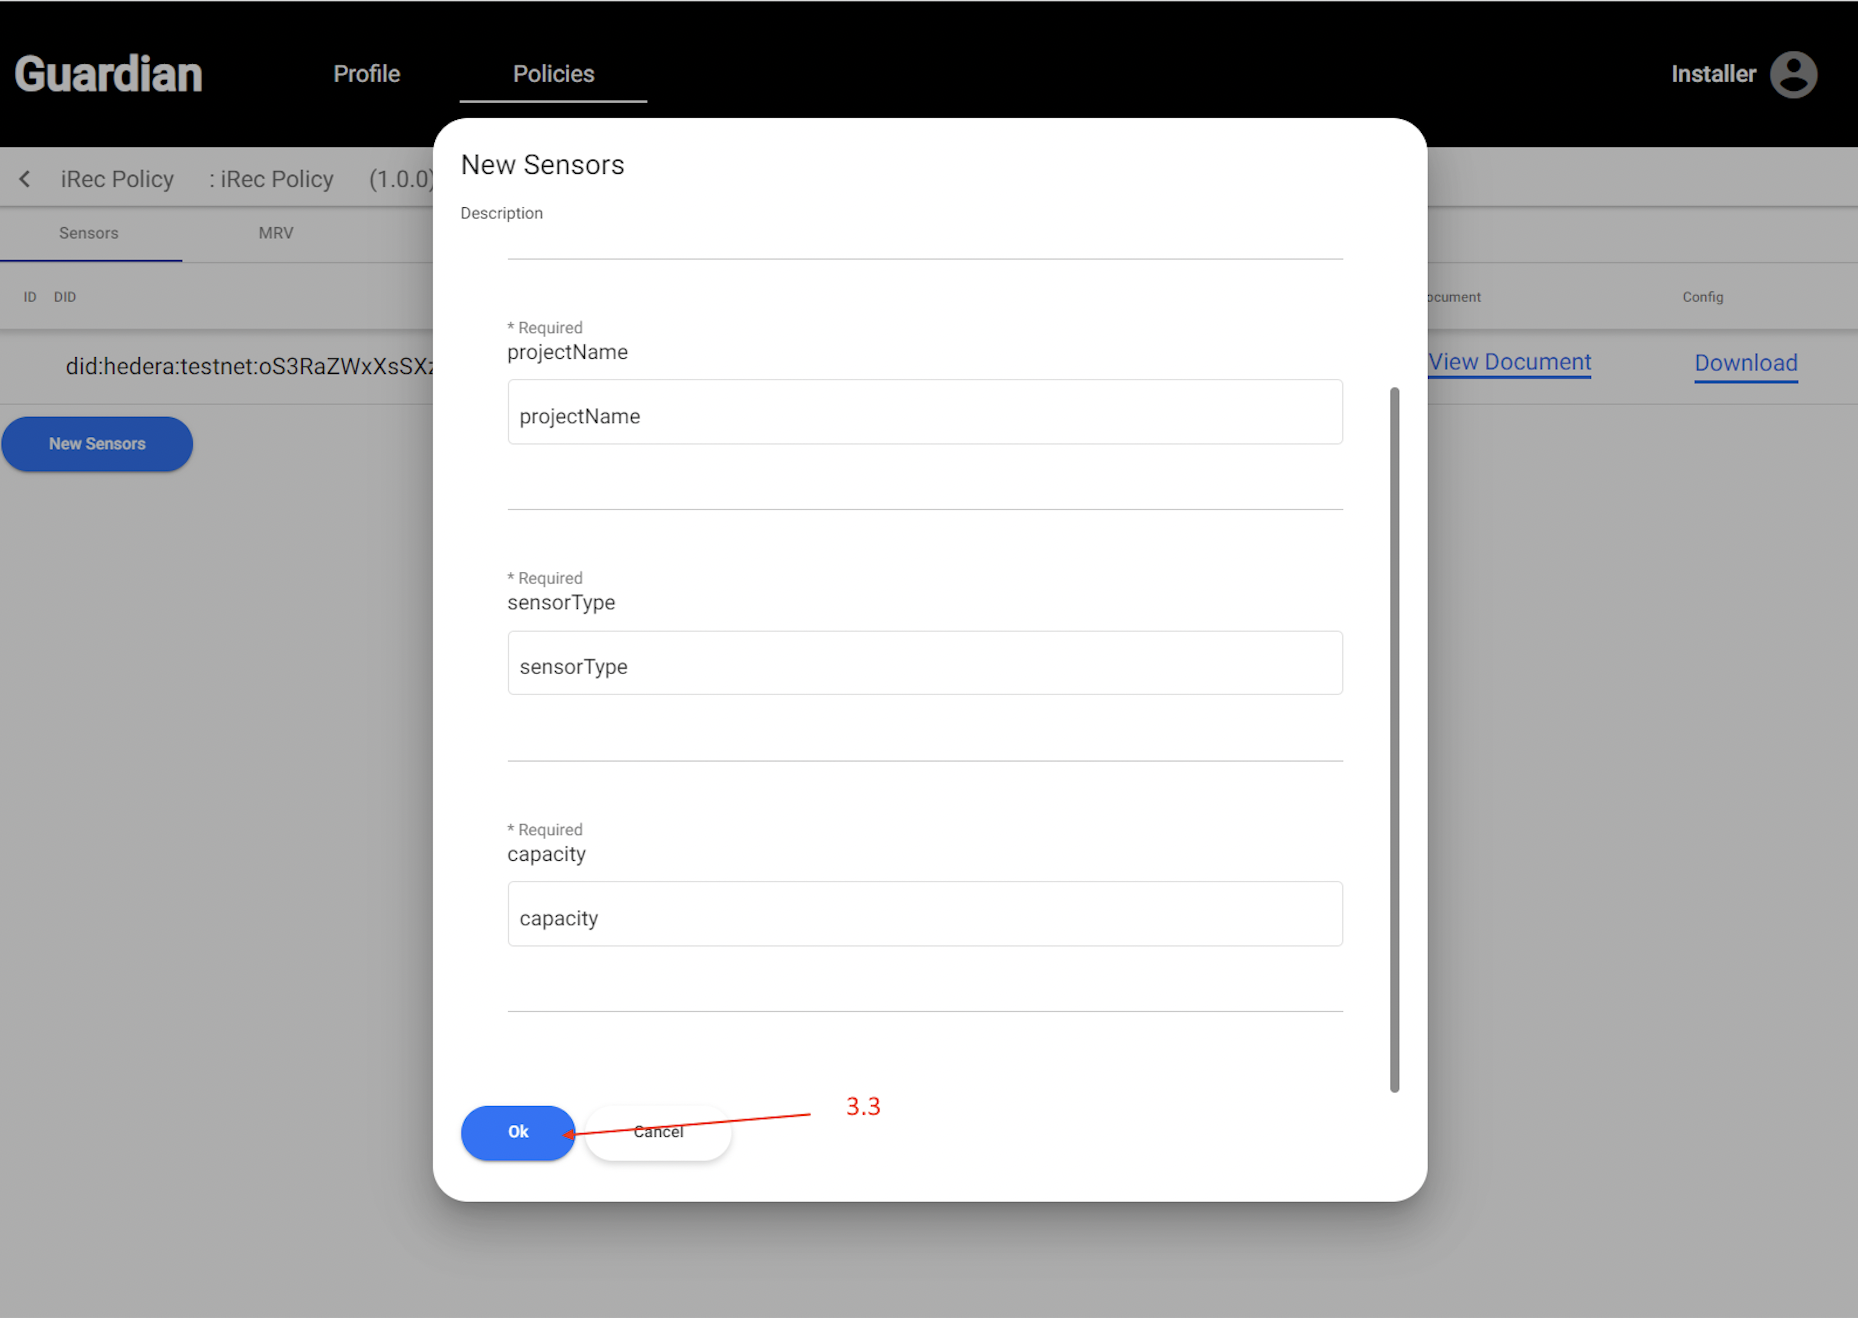 Guardian
Profile
Policies
Installer
iRec Policy : iRec Policy (1.0.0)
Sensors
MRV
ID DID
Config
did:hedera:testnet:oS3RaZWxXsSXz
View Document
Download
New Sensors
New Sensors
Description
* Required
projectName
projectName
* Required
sensorType
sensorType
* Required
capacity
capacity
Ok
Cancel
3.3